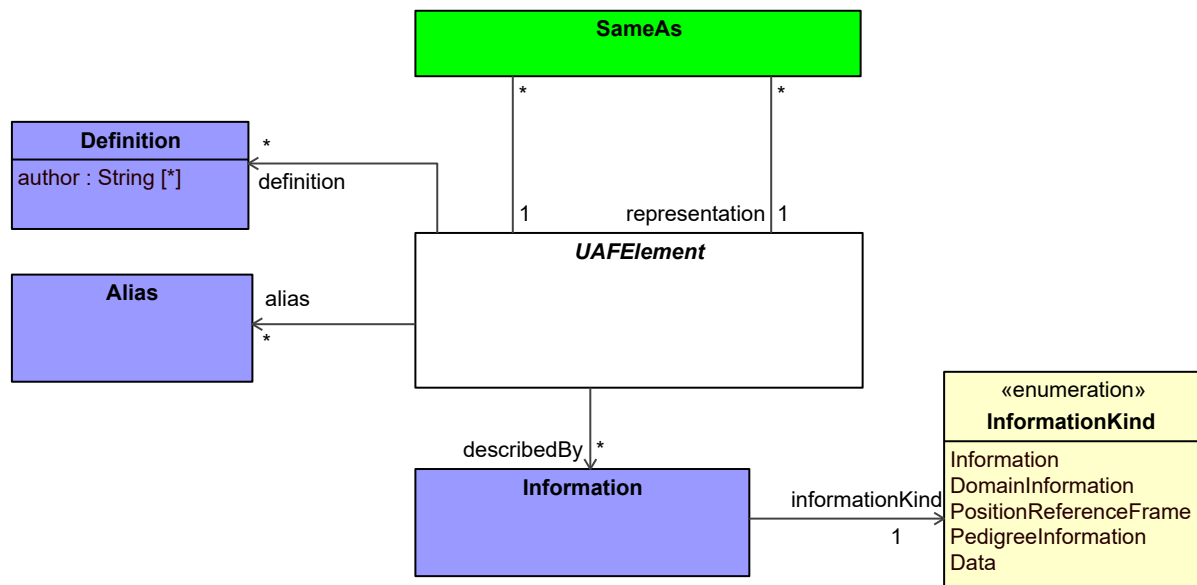 SameAs
*
*
Definition
author : String [*]
*
definition
1
representation
1
UAFElement
Alias
alias
*
describedBy
*
Information
informationKind
1
«enumeration»
InformationKind
Information
DomainInformation
PositionReferenceFrame
PedigreeInformation
Data